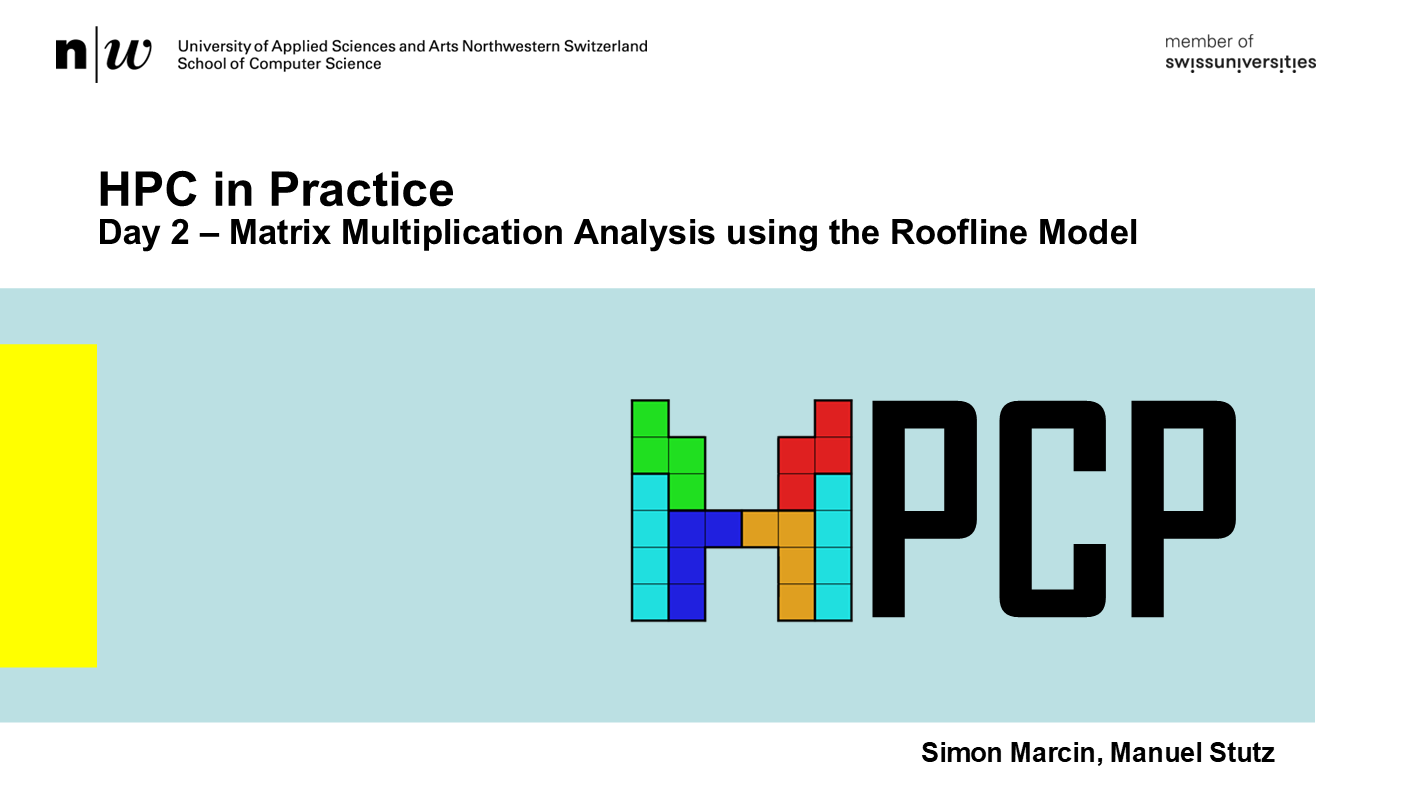 n|w University of Applied Sciences and Arts Northwestern Switzerland
School of Computer Science
member of
swissuniversities
HPC in Practice
Day 2 – Matrix Multiplication Analysis using the Roofline Model
HPCP
Simon Marcin, Manuel Stutz